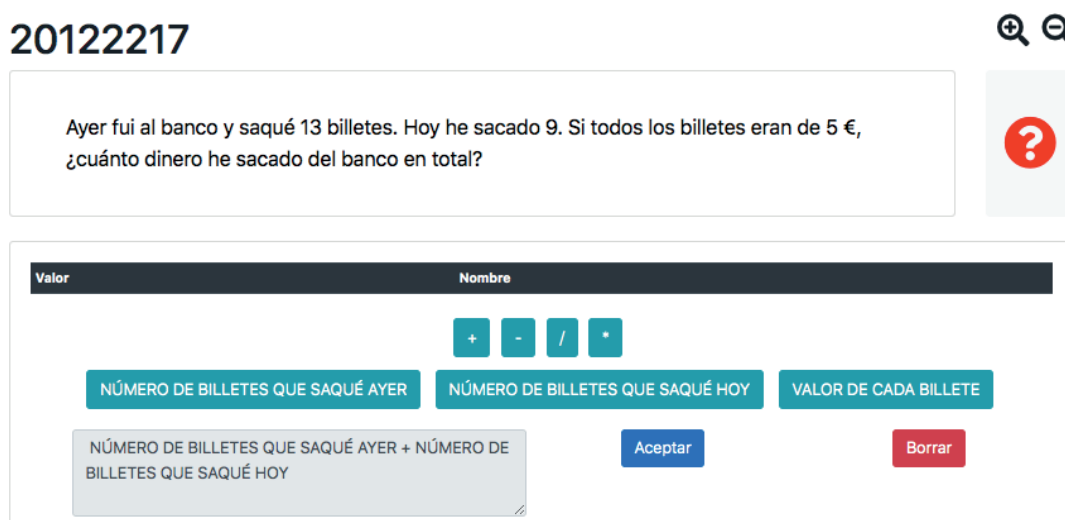 20122217
Ayer fui al banco y saqué 13 billetes. Hoy he sacado 9. Si todos los billetes eran de 5 €,
¿cuánto dinero he sacado del banco en total?
?
Valor Nombre
+ - / *
NÚMERO DE BILLETES QUE SAQUÉ AYER NÚMERO DE BILLETES QUE SAQUÉ HOY VALOR DE CADA BILLETE
NÚMERO DE BILLETES QUE SAQUÉ AYER + NÚMERO DE
BILLETES QUE SAQUÉ HOY
Aceptar Borrar